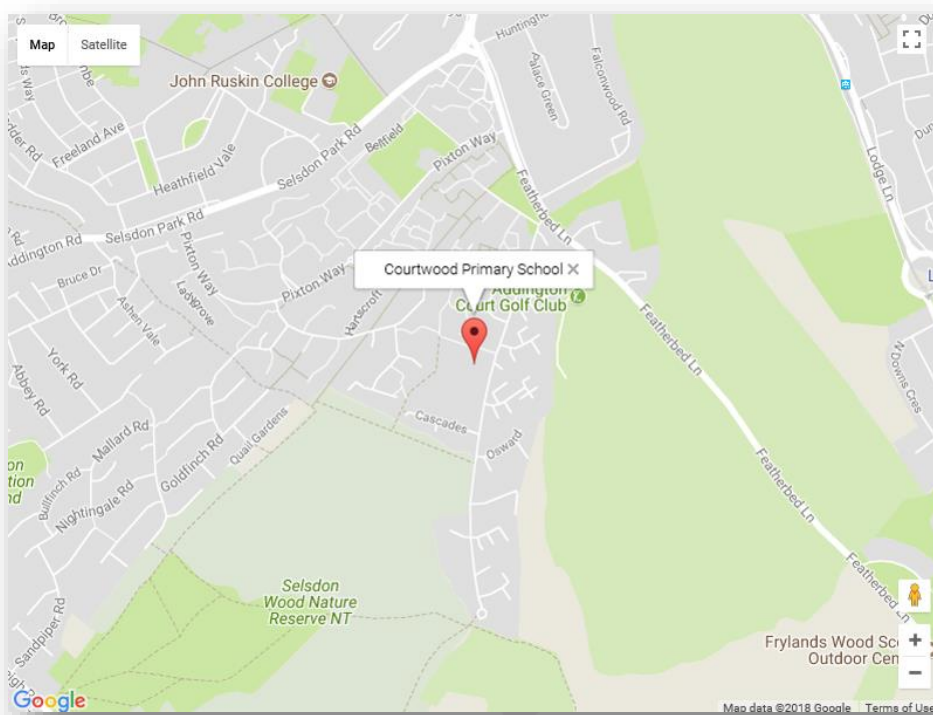 Map
Satellite
Huntingfield
John Ruskin College
Palace Green
Falconwood Rd
Freeland Ave
Heathfield Vale
Selsdon Park Rd
Bellfield
Pixton Way
Featherbed Ln
Lodge Ln
Addington Rd
Selsdon Park Rd
Bruce Dr
Pixton Way
Ladygrove
Pixton Way
Hartscroft
Courtwood Primary School
Addington
Court Golf Club
Ashen Vale
Featherbed Ln
York Rd
Abbey Rd
Mallard Rd
Goldfinch Rd
Quail Gardens
Cascades
Osward
Bullfinch Rd
Nightingale Rd
Featherbed Ln
N Downs Cres
Selsdon
Wood Nature
Reserve NT
Featherbed Ln
Sandpiper Rd
Frylands Wood
Outdoor
Google
Map data ©2018 Google
Terms of Use